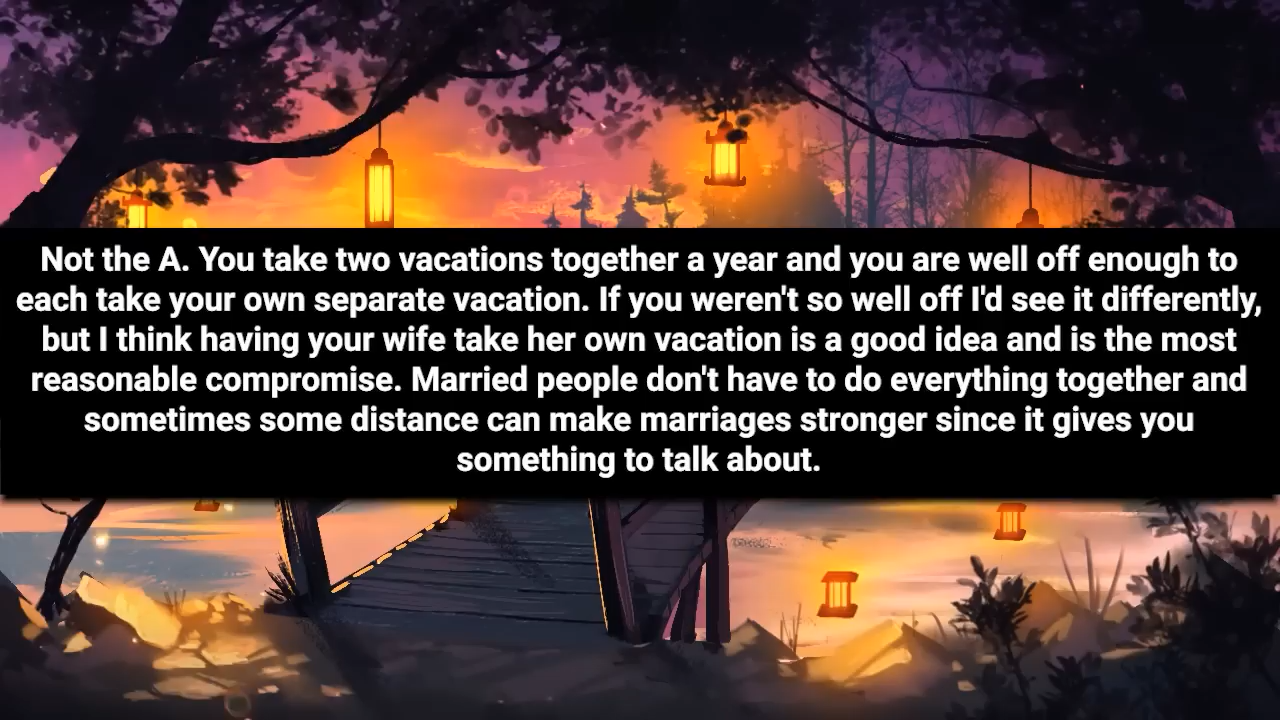 Not the A. You take two vacations together a year and you are well off enough to
each take your own separate vacation. If you weren't so well off I'd see it differently,
but I think having your wife take her own vacation is a good idea and is the most
reasonable compromise. Married people don't have to do everything together and
sometimes some distance can make marriages stronger since it gives you
something to talk about.